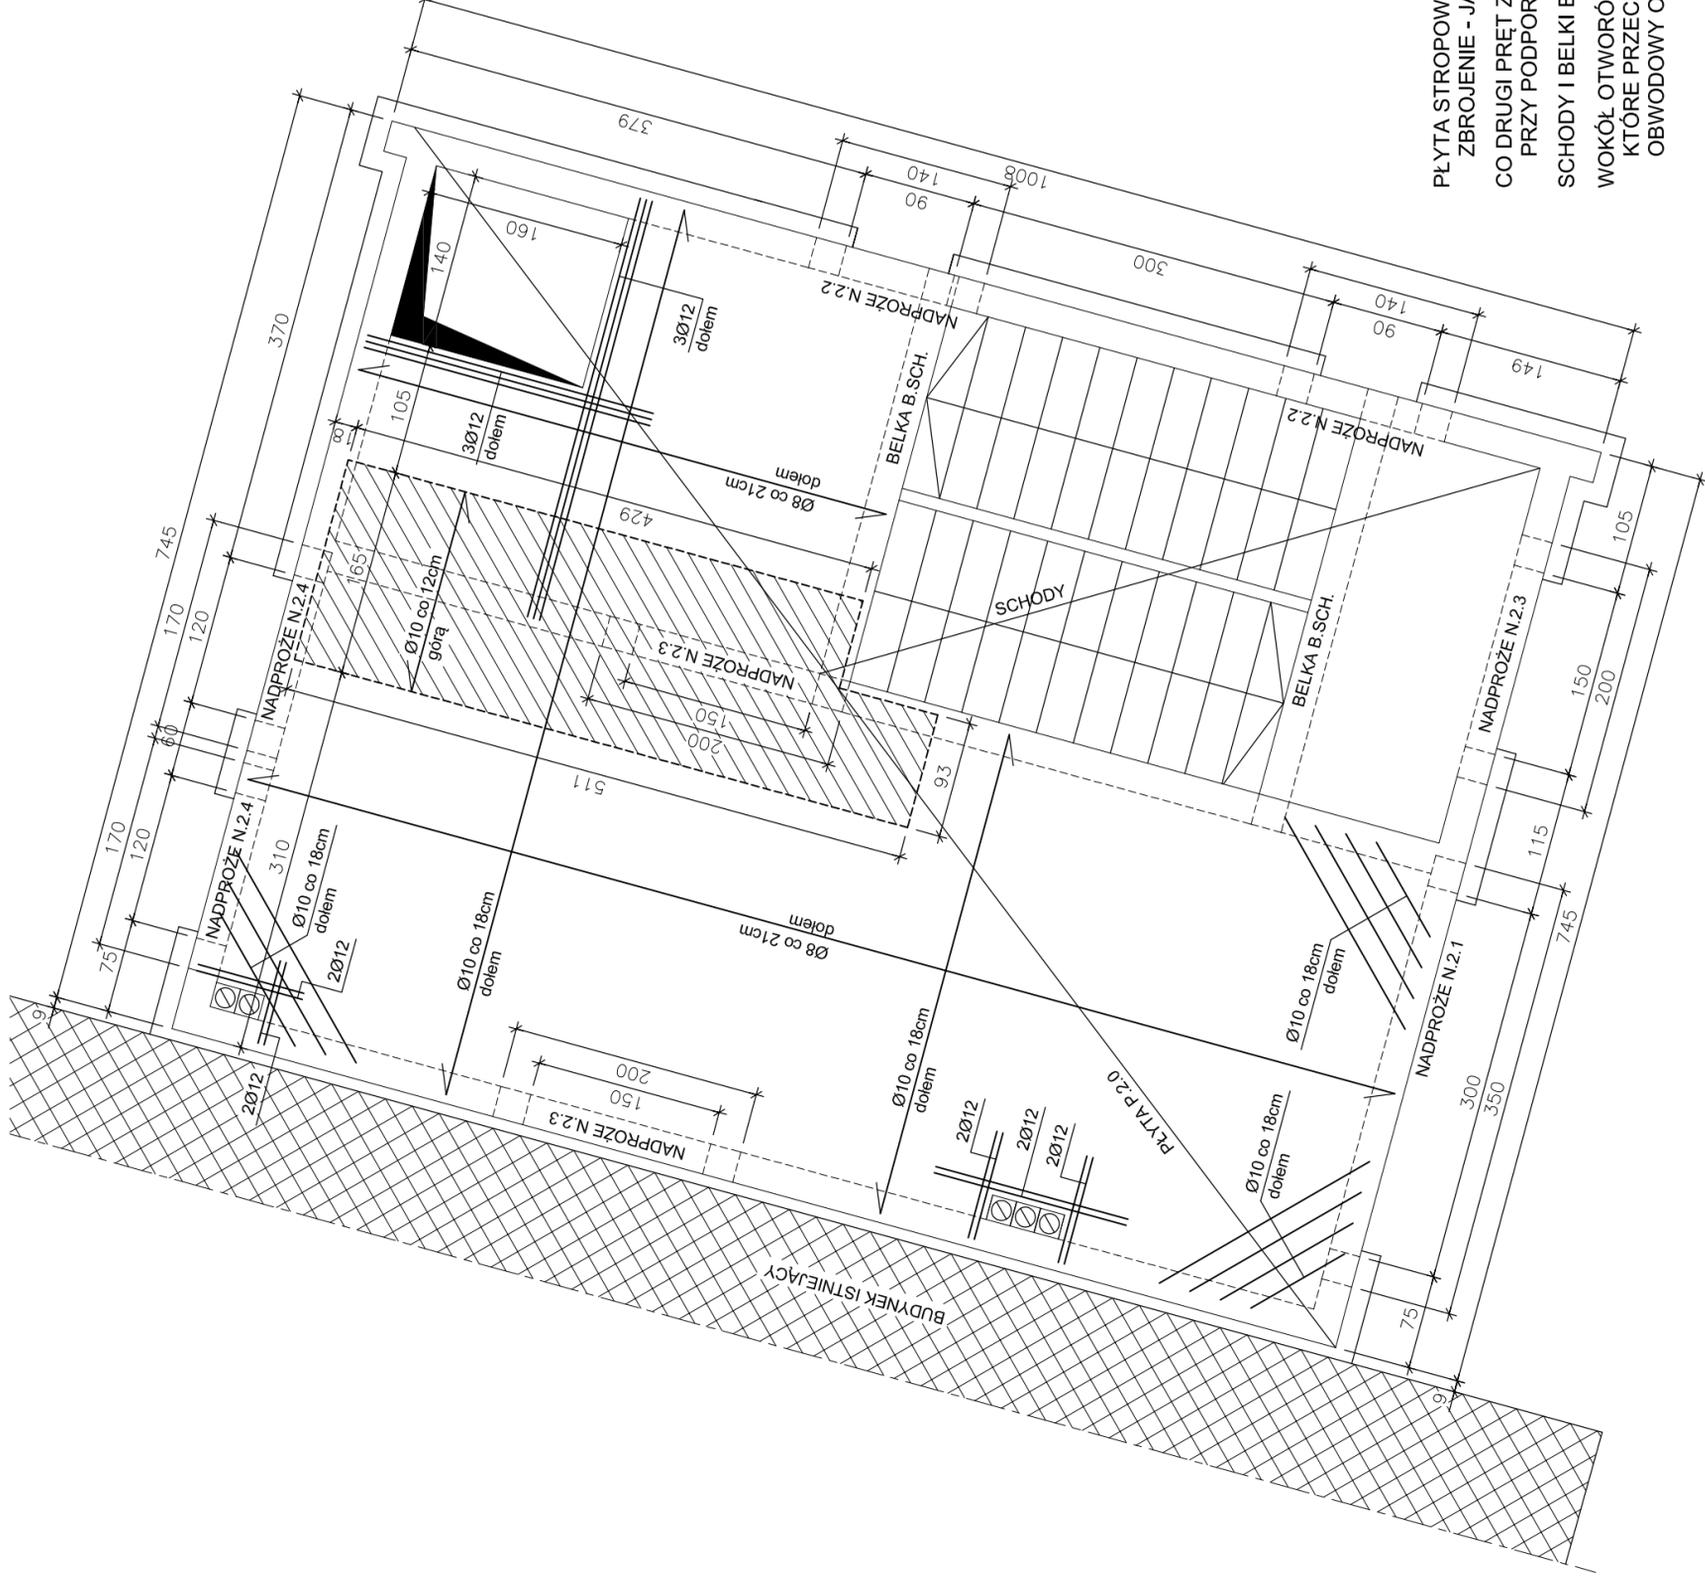 379
140
1008
90
370
160
140
300
3Ø12
dołem
NADPROŻE N.2.2
140
90
149
105
3Ø12
dołem
18
BELKA B.SCH.
NADPROŻE N.2.2
Ø8 co 21cm
dołem
429
745
170
120
165
Ø10 co 12cm
górą
NADPROŻE N.2.4
NADPROŻE N.2.3
150
200
SCHODY
BELKA B.SCH.
NADPROŻE N.2.3
105
150
200
60
511
93
170
120
NADPROŻE N.2.4
310
Ø10 co 18cm
dołem
2Ø12
Ø10 co 18cm
dołem
Ø8 co 21cm
dołem
115
745
75
9
2Ø12
200
150
NADPROŻE N.2.3
Ø10 co 18cm
dołem
Ø10 co 18cm
dołem
NADPROŻE N.2.1
2Ø12
2Ø12
2Ø12
PŁYTA P.2.0
Ø10 co 18cm
dołem
300
350
75
9
BUDYNEK ISTNIEJĄCY
PŁYTA STROPOW
ZBROJENIE - JA
CO DRUGI PRĘT Z
PRZY PODPOR
SCHODY I BELKI B
WOKÓŁ OTWORÓ
KTÓRE PRZEC
OBWODOWY O